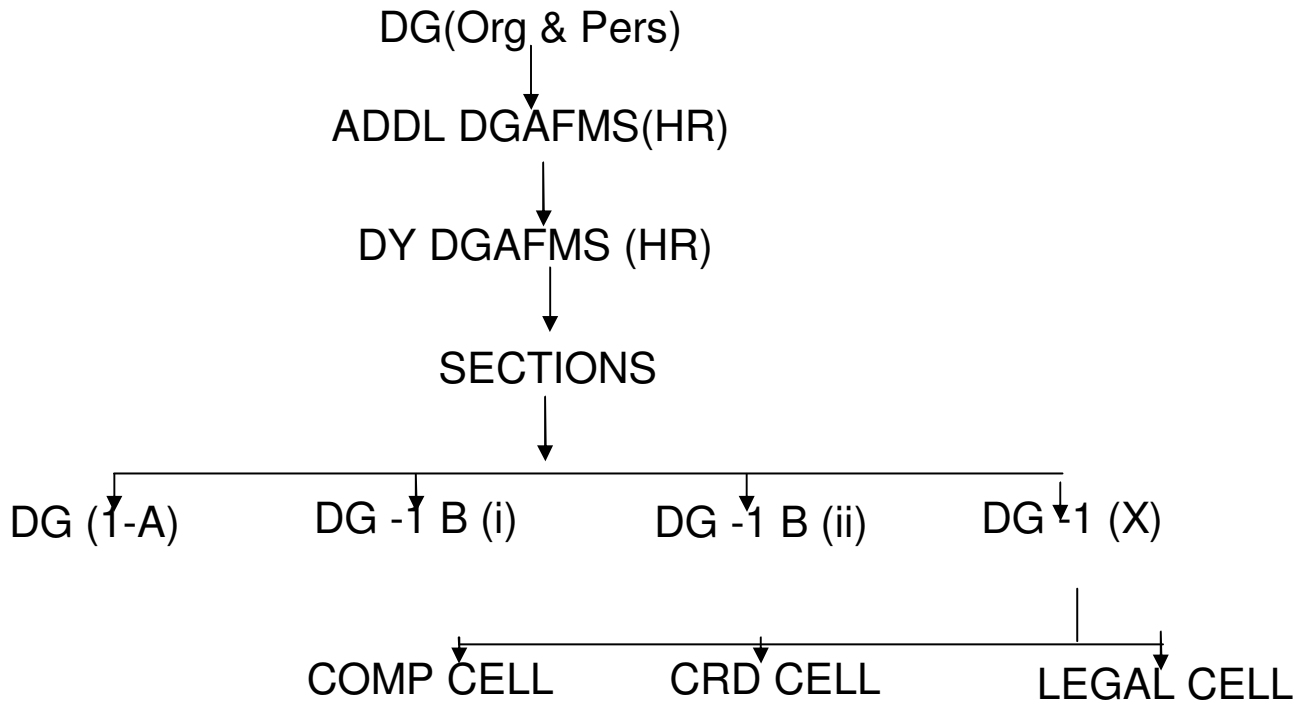 DG(Org & Pers)
ADDL DGAFMS(HR)
DY DGAFMS (HR)
SECTIONS
DG (1-A)
DG -1 B (i)
DG -1 B (ii)
DG -1 (X)
COMP CELL
CRD CELL
LEGAL CELL